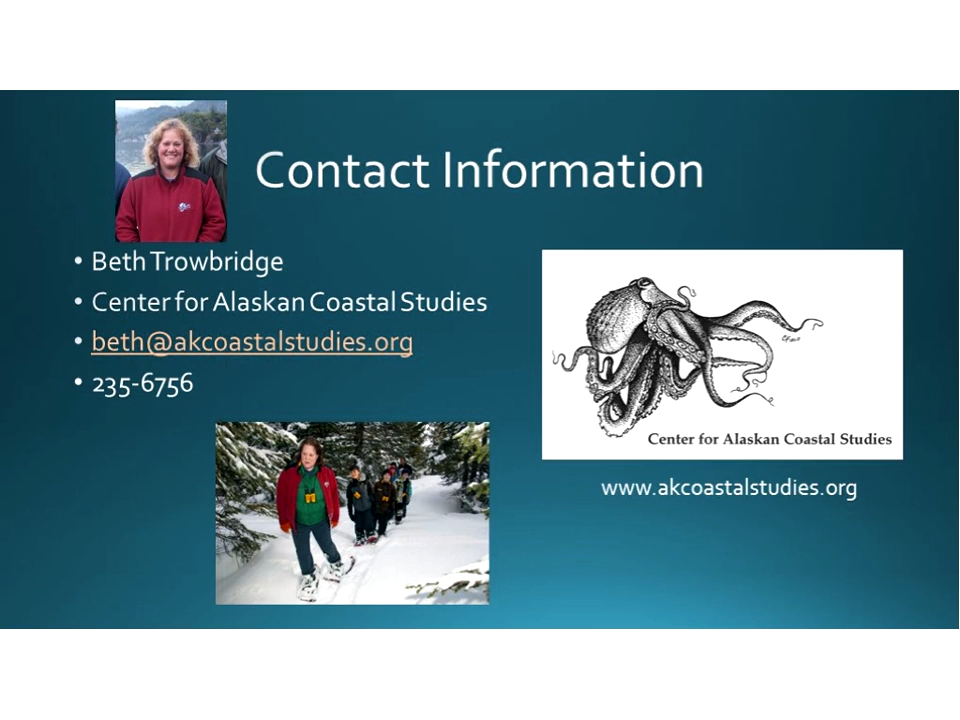 Contact Information
• Beth Trowbridge
• Center for Alaskan Coastal Studies
• beth@akcoastalstudies.org
• 235-6756
Center for Alaskan Coastal Studies
www.akcoastalstudies.org